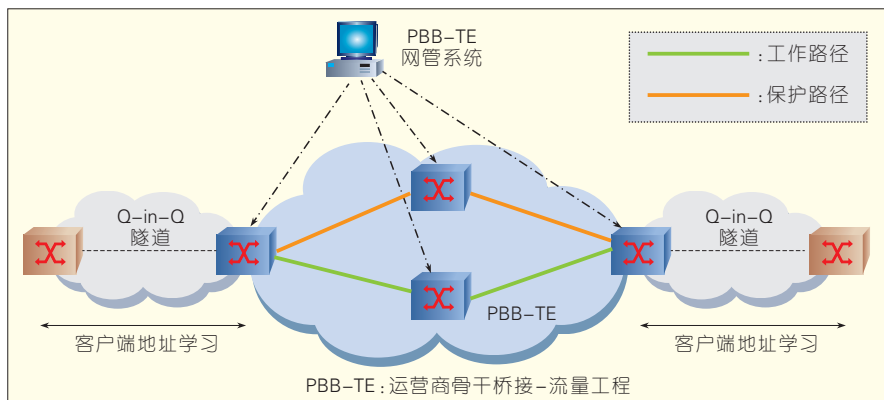 PBB-TE
网管系统
:工作路径
:保护路径
Q-in-Q
隧道
Q-in-Q
隧道
PBB-TE
客户端地址学习
客户端地址学习
PBB-TE:运营商骨干桥接-流量工程